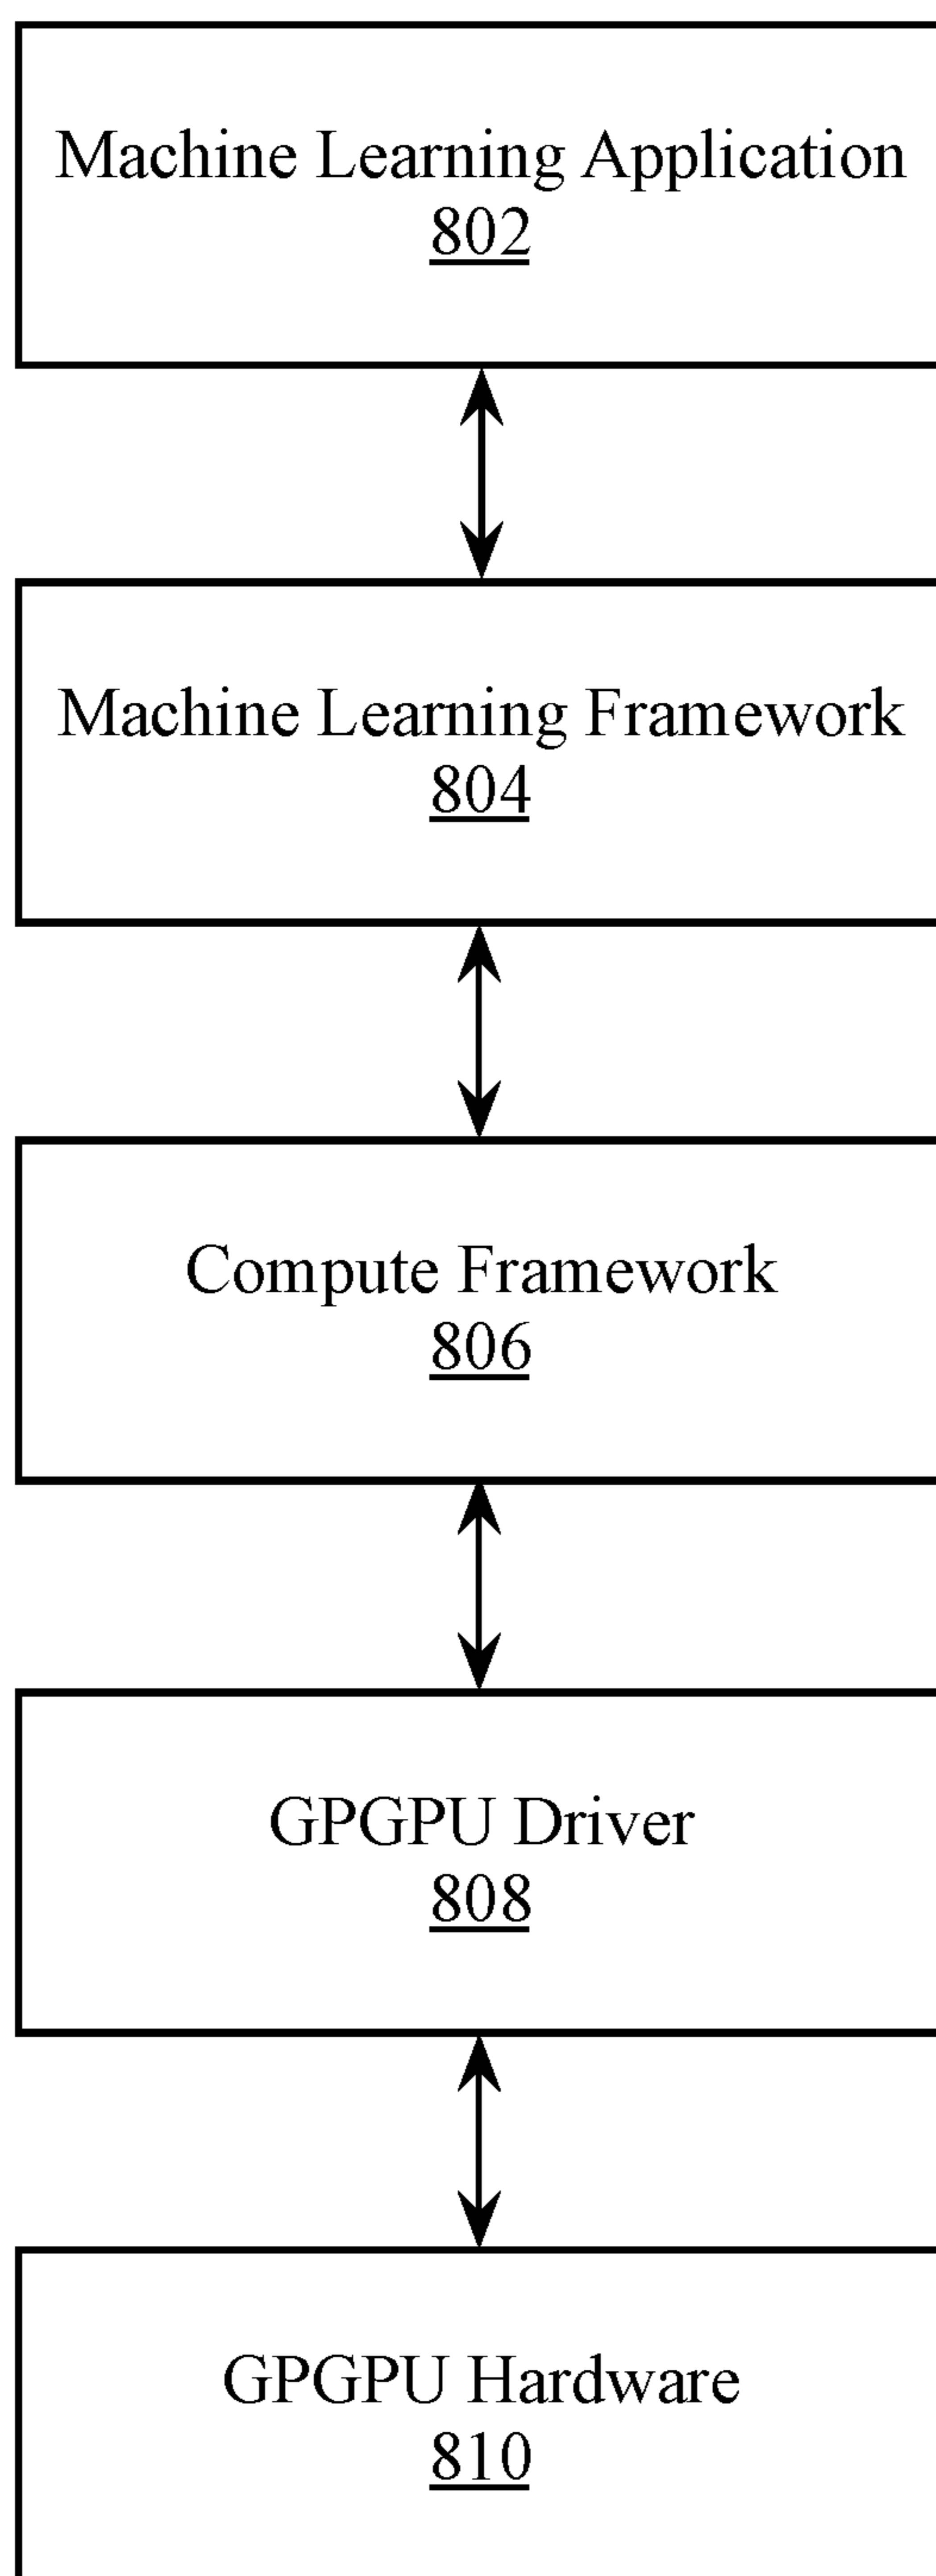 Machine Learning Application
802
Machine Learning Framework
804
Compute Framework
806
GPGPU Driver
808
GPGPU Hardware
810